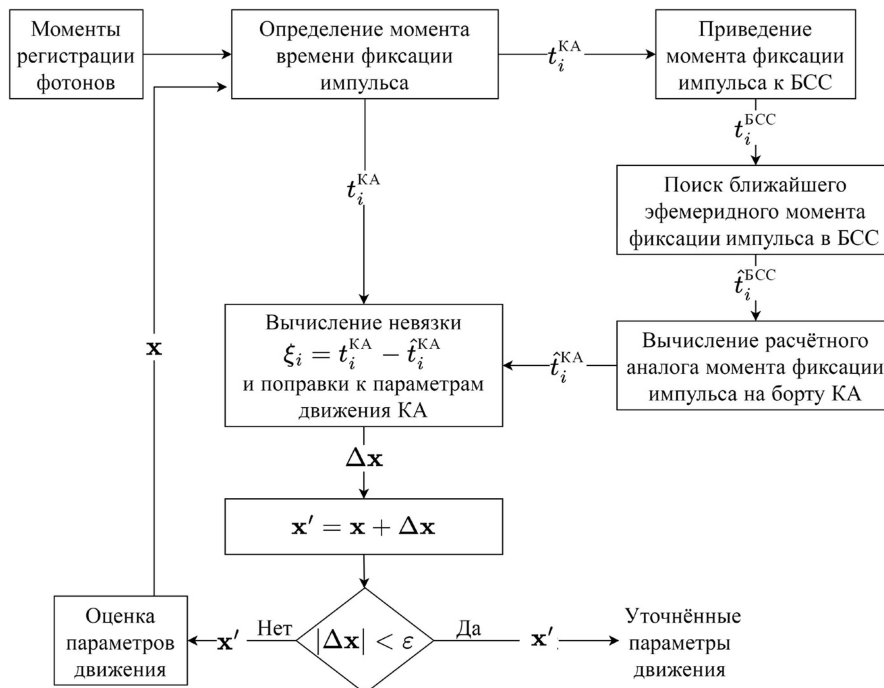 Моменты
регистрации
фотонов
Определение момента
времени фиксации
импульса
t_i^{КА}
Приведение
момента фиксации
импульса к БСС
t_i^{БСС}
Поиск ближайшего
эфемеридного момента
фиксации импульса в БСС
t̂_i^{БСС}
Вычисление расчётного
аналога момента фиксации
импульса на борту КА
t̂_i^{КА}
t_i^{КА}
Вычисление невязки
ξ_i = t_i^{КА} − t̂_i^{КА}
и поправки к параметрам
движения КА
Δx
x′ = x + Δx
|Δx| < ε
Нет
x′
Оценка
параметров
движения
x
Да
x′
Уточнённые
параметры
движения